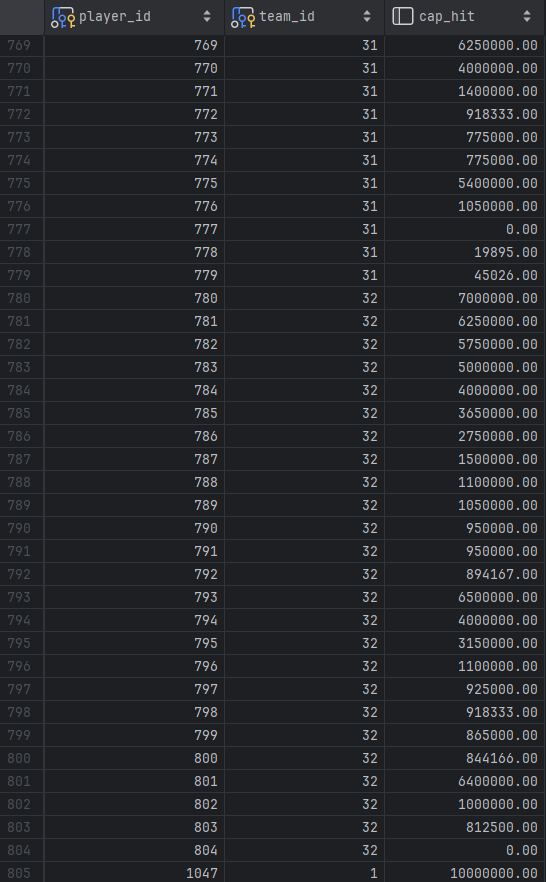 player_id team_id cap_hit
769 769 31 6250000.00
770 770 31 4000000.00
771 771 31 1400000.00
772 772 31 918333.00
773 773 31 775000.00
774 774 31 775000.00
775 775 31 5400000.00
776 776 31 1050000.00
777 777 31 0.00
778 778 31 19895.00
779 779 31 45026.00
780 780 32 7000000.00
781 781 32 6250000.00
782 782 32 5750000.00
783 783 32 5000000.00
784 784 32 4000000.00
785 785 32 3650000.00
786 786 32 2750000.00
787 787 32 1500000.00
788 788 32 1100000.00
789 789 32 1050000.00
790 790 32 950000.00
791 791 32 950000.00
792 792 32 894167.00
793 793 32 6500000.00
794 794 32 4000000.00
795 795 32 3150000.00
796 796 32 1100000.00
797 797 32 925000.00
798 798 32 918333.00
799 799 32 865000.00
800 800 32 844166.00
801 801 32 6400000.00
802 802 32 1000000.00
803 803 32 812500.00
804 804 32 0.00
805 1047 1 10000000.00